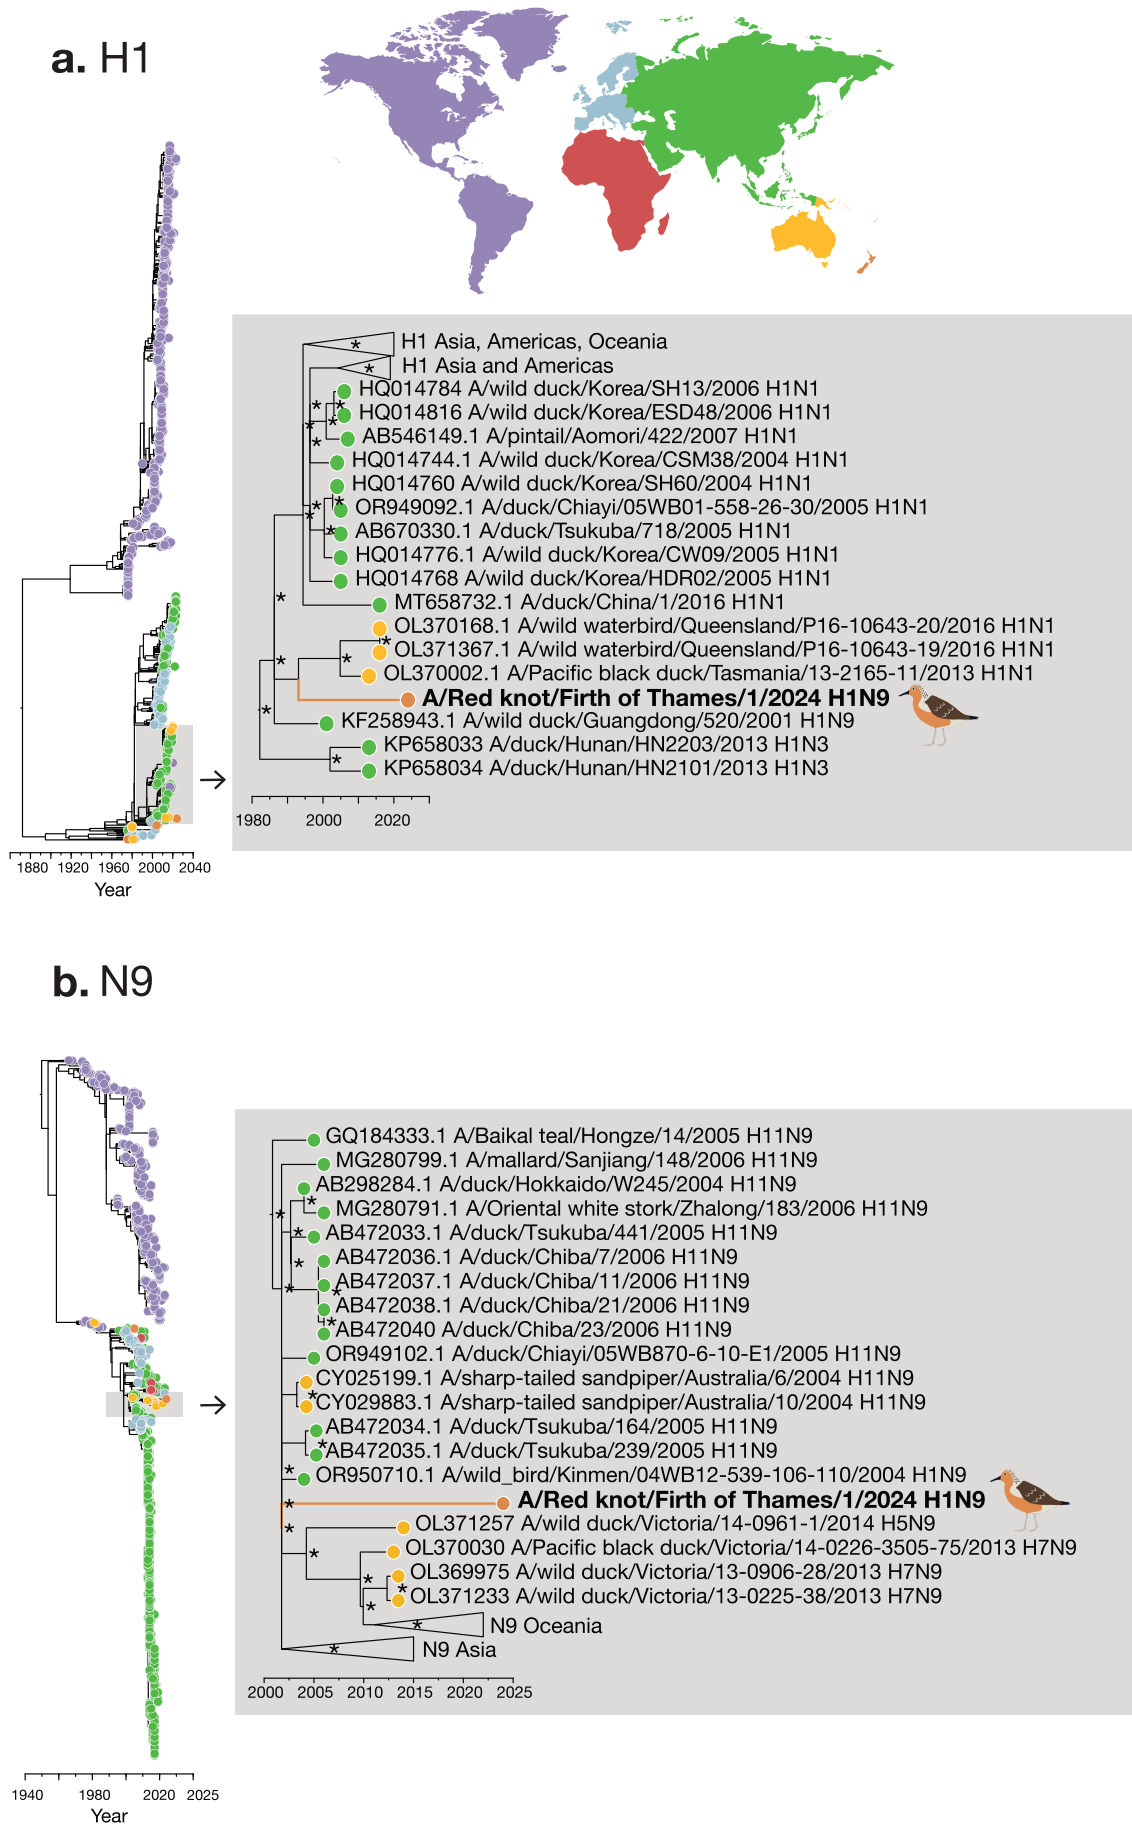 a. H1
H1 Asia, Americas, Oceania
H1 Asia and Americas
HQ014784 A/wild duck/Korea/SH13/2006 H1N1
HQ014816 A/wild duck/Korea/ESD48/2006 H1N1
AB546149.1 A/pintail/Aomori/422/2007 H1N1
HQ014744.1 A/wild duck/Korea/CSM38/2004 H1N1
HQ014760 A/wild duck/Korea/SH60/2004 H1N1
OR949092.1 A/duck/Chiayi/05WB01-558-26-30/2005 H1N1
AB670330.1 A/duck/Tsukuba/718/2005 H1N1
HQ014776.1 A/wild duck/Korea/CW09/2005 H1N1
HQ014768 A/wild duck/Korea/HDR02/2005 H1N1
MT658732.1 A/duck/China/1/2016 H1N1
OL370168.1 A/wild waterbird/Queensland/P16-10643-20/2016 H1N1
OL371367.1 A/wild waterbird/Queensland/P16-10643-19/2016 H1N1
OL370002.1 A/Pacific black duck/Tasmania/13-2165-11/2013 H1N1
A/Red knot/Firth of Thames/1/2024 H1N9
KF258943.1 A/wild duck/Guangdong/520/2001 H1N9
KP658033 A/duck/Hunan/HN2203/2013 H1N3
KP658034 A/duck/Hunan/HN2101/2013 H1N3
1980 2000 2020
1880 1920 1960 2000 2040
Year
b. N9
GQ184333.1 A/Baikal teal/Hongze/14/2005 H11N9
MG280799.1 A/mallard/Sanjiang/148/2006 H11N9
AB298284.1 A/duck/Hokkaido/W245/2004 H11N9
MG280791.1 A/Oriental white stork/Zhalong/183/2006 H11N9
AB472033.1 A/duck/Tsukuba/441/2005 H11N9
AB472036.1 A/duck/Chiba/7/2006 H11N9
AB472037.1 A/duck/Chiba/11/2006 H11N9
AB472038.1 A/duck/Chiba/21/2006 H11N9
AB472040 A/duck/Chiba/23/2006 H11N9
OR949102.1 A/duck/Chiayi/05WB870-6-10-E1/2005 H11N9
CY025199.1 A/sharp-tailed sandpiper/Australia/6/2004 H11N9
CY029883.1 A/sharp-tailed sandpiper/Australia/10/2004 H11N9
AB472034.1 A/duck/Tsukuba/164/2005 H11N9
AB472035.1 A/duck/Tsukuba/239/2005 H11N9
OR950710.1 A/wild_bird/Kinmen/04WB12-539-106-110/2004 H1N9
A/Red knot/Firth of Thames/1/2024 H1N9
OL371257 A/wild duck/Victoria/14-0961-1/2014 H5N9
OL370030 A/Pacific black duck/Victoria/14-0226-3505-75/2013 H7N9
OL369975 A/wild duck/Victoria/13-0906-28/2013 H7N9
OL371233 A/wild duck/Victoria/13-0225-38/2013 H7N9
N9 Oceania
N9 Asia
2000 2005 2010 2015 2020 2025
1940 1980 2020 2025
Year